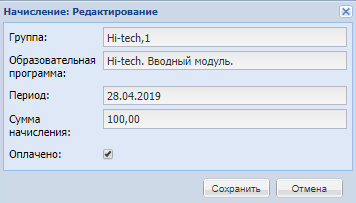 Начисление: Редактирование
Группа: Hi-tech,1
Образовательная программа: Hi-tech. Вводный модуль.
Период: 28.04.2019
Сумма начисления: 100,00
Оплачено:
Сохранить Отмена